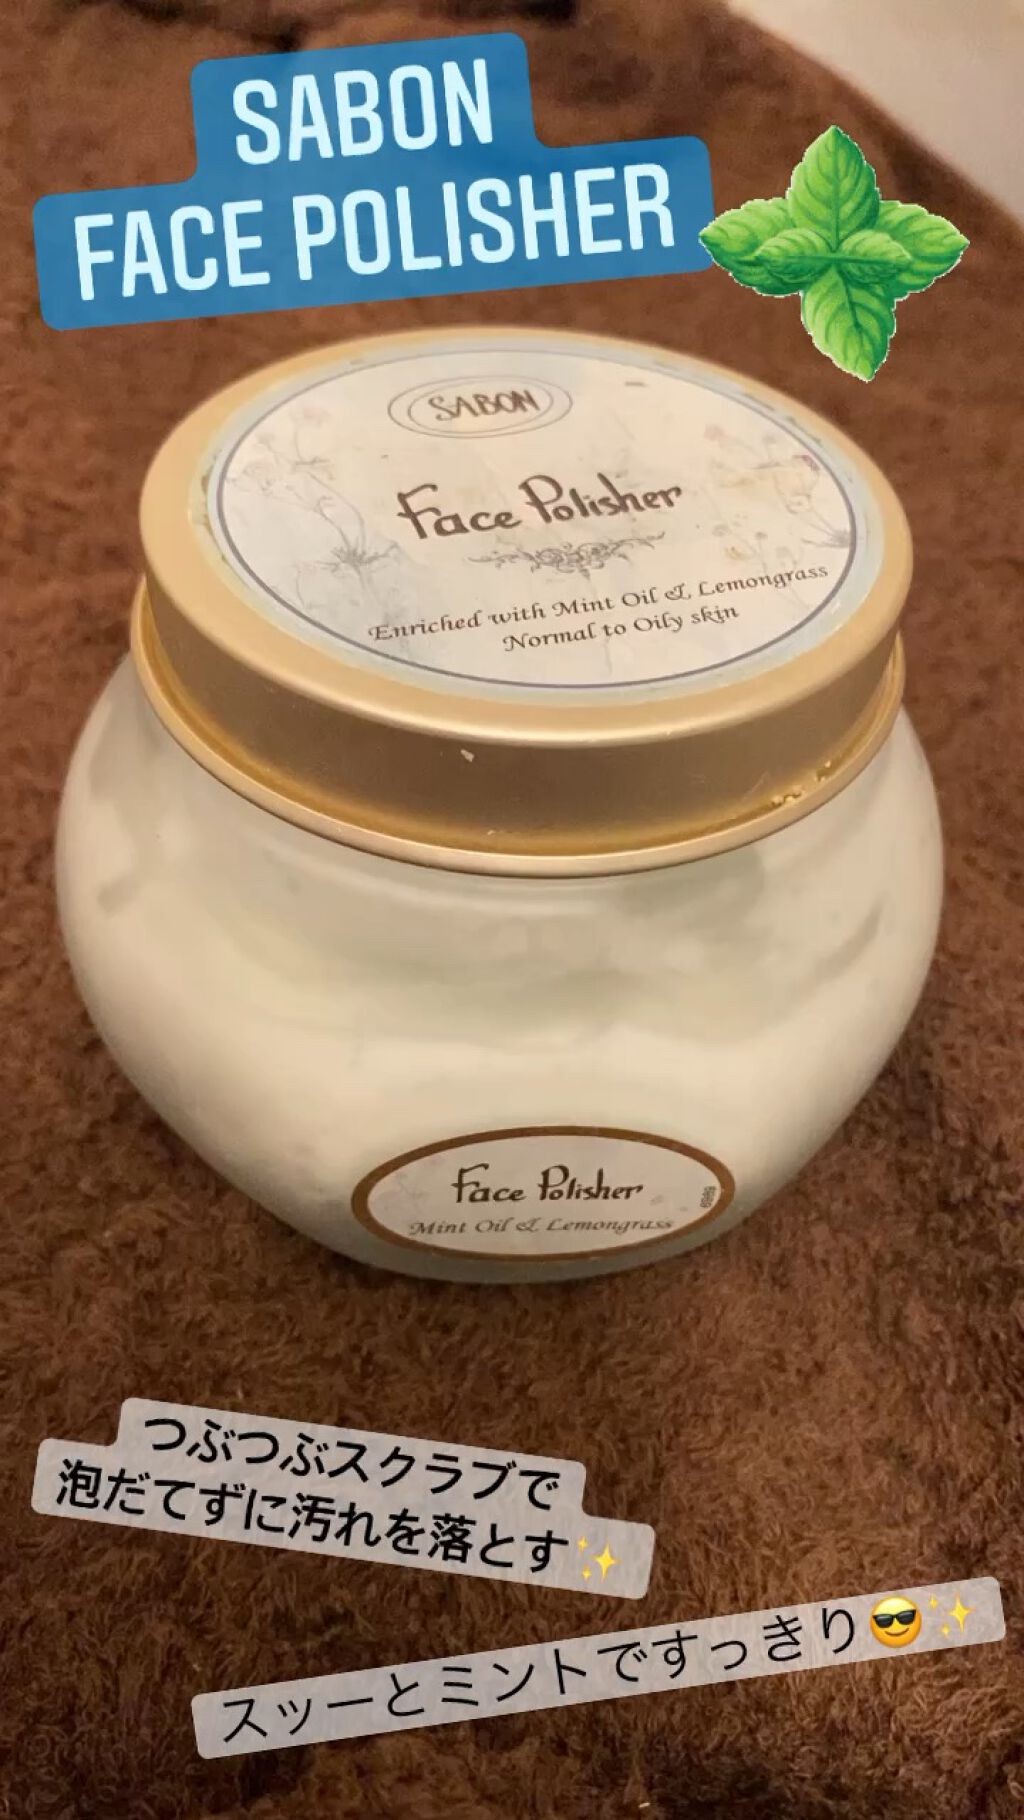 SABON
FACE POLISHER
SABON
Face Polisher
Enriched with Mint Oil & Lemongrass
Normal to Oily skin
Face Polisher
Mint Oil & Lemongrass
つぶつぶスクラブで
泡だてずに汚れを落とす✨
スッーとミントですっきり😎✨